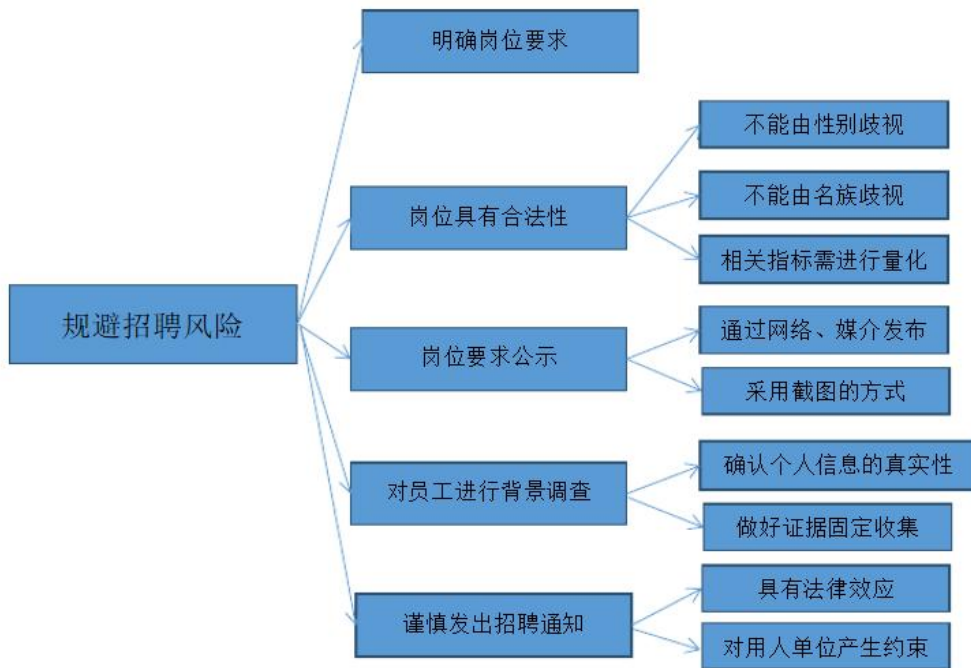 明确岗位要求
不能由性别歧视
不能由名族歧视
岗位具有合法性
相关指标需进行量化
规避招聘风险
通过网络、媒介发布
岗位要求公示
采用截图的方式
确认个人信息的真实性
对员工进行背景调查
做好证据固定收集
具有法律效应
谨慎发出招聘通知
对用人单位产生约束